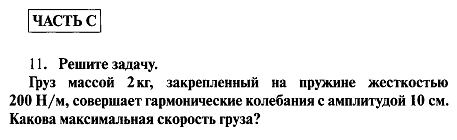 ЧАСТЬ С
11. Решите задачу.
Груз массой 2 кг, закрепленный на пружине жесткостью
200 Н/м, совершает гармонические колебания с амплитудой 10 см.
Какова максимальная скорость груза?